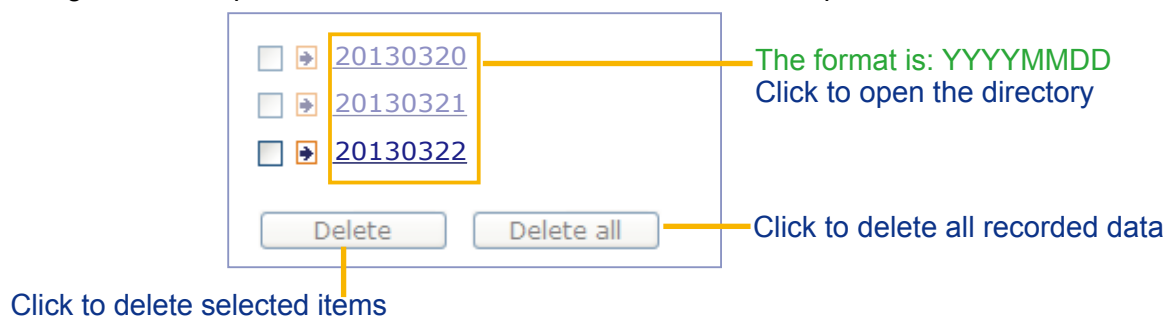 20130320
The format is: YYYYMMDD
Click to open the directory
20130321
20130322
Delete
Delete all
Click to delete all recorded data
Click to delete selected items